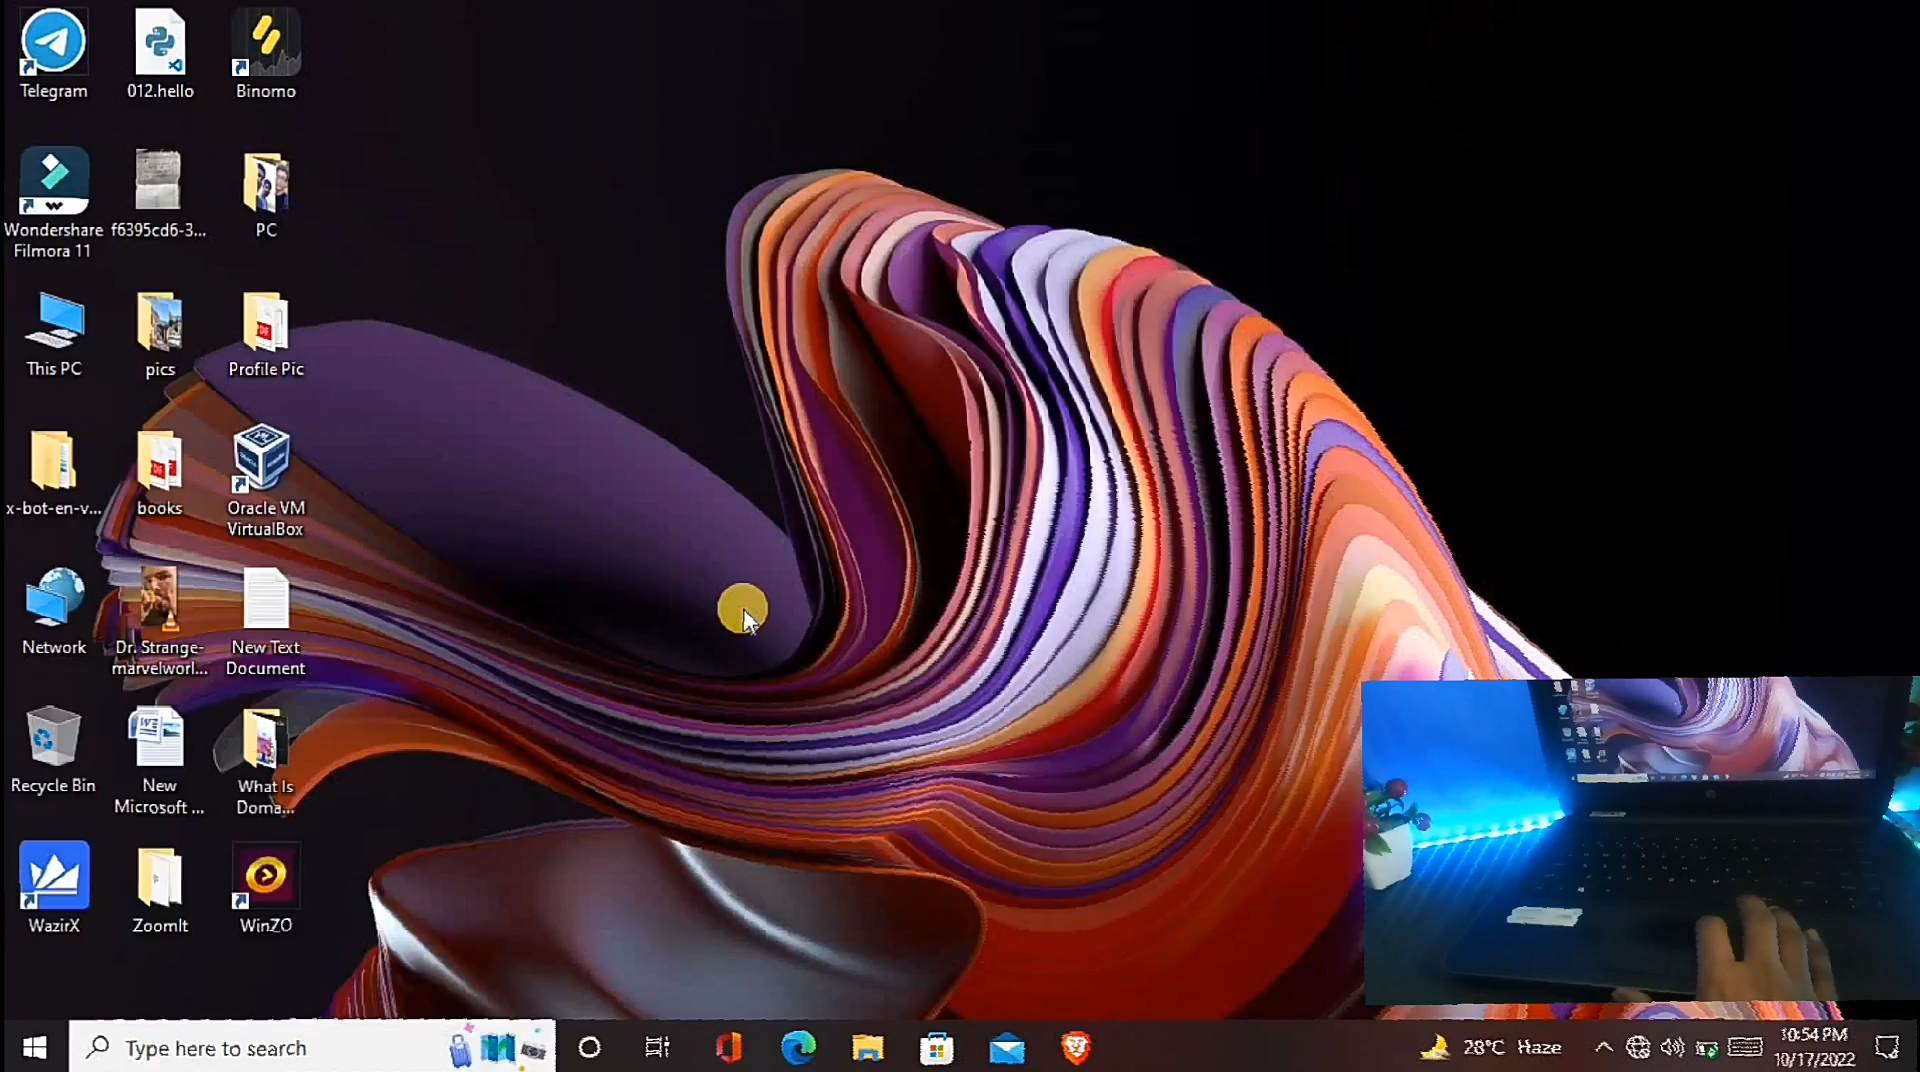 Telegram
012.hello
Binomo
Wondershare
Filmora 11
f6395cd6-3...
PC
This PC
pics
Profile Pic
x-bot-en-v...
books
Oracle VM
VirtualBox
Network
Dr. Strange-
marvelworl...
New Text
Document
Recycle Bin
New
Microsoft ...
What Is
Doma...
WazirX
ZoomIt
WinZO
Type here to search
28°C Haze
10:54 PM
10/17/2022